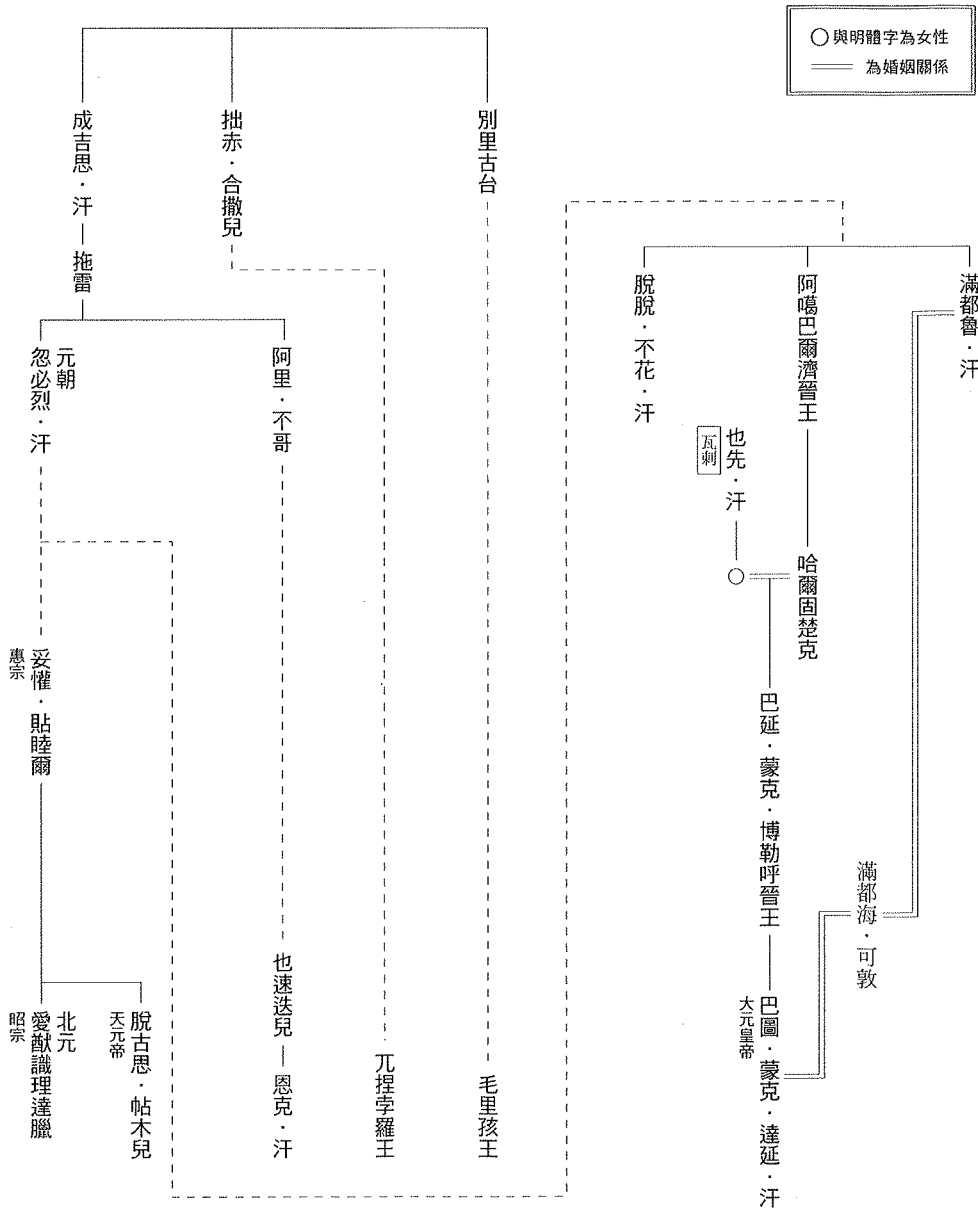 ○與明體字為女性
══ 為婚姻關係
滿都魯・汗
阿噶巴爾濟晉王
脫脫・不花・汗
也先・汗
瓦剌
哈爾固楚克
巴延・蒙克・博勒呼晉王
滿都海・可敦
巴圖・蒙克・達延・汗
大元皇帝
別里古台
拙赤・合撒兒
成吉思・汗
拖雷
阿里・不哥
元朝
忽必烈・汗
妥懽・貼睦爾
惠宗
也速迭兒
恩克・汗
兀捏孛羅王
毛里孩王
脫古思・帖木兒
天元帝
北元
愛猷識理達臘
昭宗